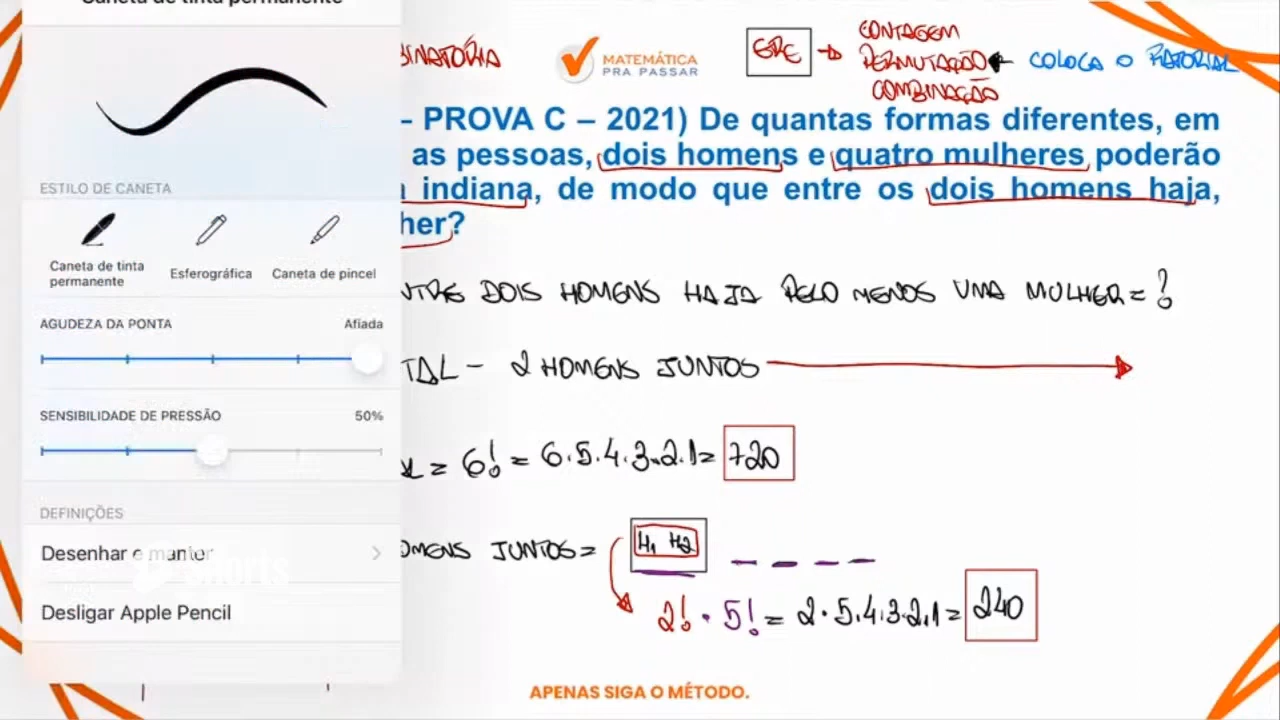 Caneta de tinta permanente
ESTILO DE CANETA
Caneta de tinta permanente
Esferográfica
Caneta de pincel
AGUDEZA DA PONTA Afiada
SENSIBILIDADE DE PRESSÃO 50%
DEFINIÇÕES
Desenhar e manter
Desligar Apple Pencil
Shorts
BINATÓRIA
MATEMÁTICA
PRA PASSAR
CONTAGEM
PERMUTAÇÃO ← COLOCA O FATORIAL
COMBINAÇÃO
- PROVA C – 2021) De quantas formas diferentes, em
as pessoas, dois homens e quatro mulheres poderão
indiana, de modo que entre os dois homens haja,
her?
NTRE DOIS HOMENS HAJA PELO MENOS UMA MULHER = ?
TAL - 2 HOMENS JUNTOS
L = 6! = 6.5.4.3.2.1 = 720
OMENS JUNTOS = H1 H2
2! . 5! = 2.5.4.3.2.1 = 240
APENAS SIGA O MÉTODO.